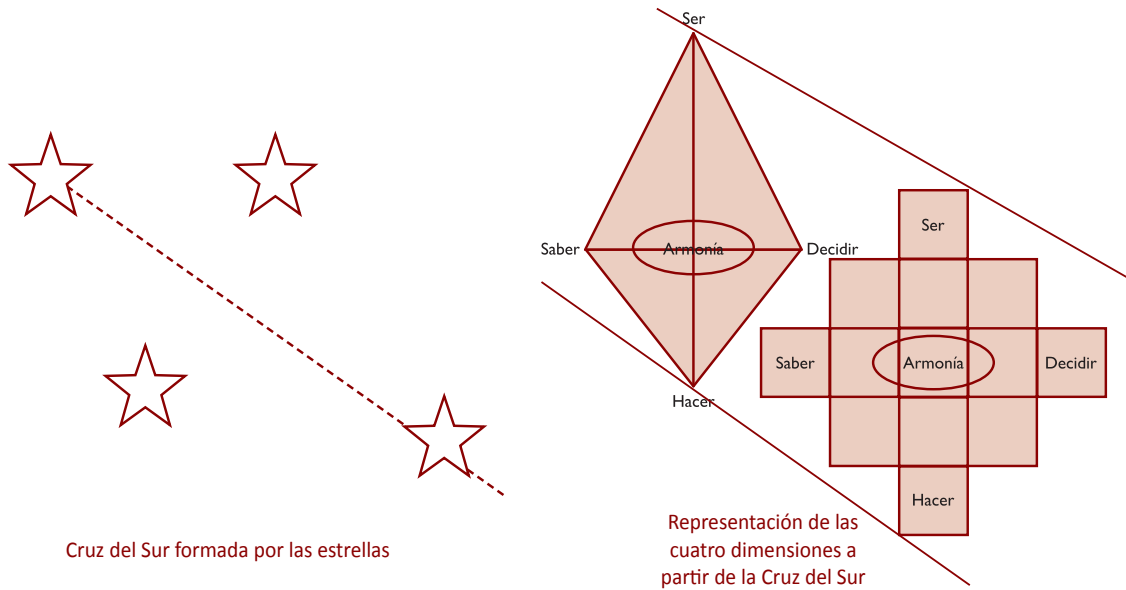 Ser
Saber
Armonía
Decidir
Hacer
Ser
Saber
Armonía
Decidir
Hacer
Cruz del Sur formada por las estrellas
Representación de las
cuatro dimensiones a
partir de la Cruz del Sur